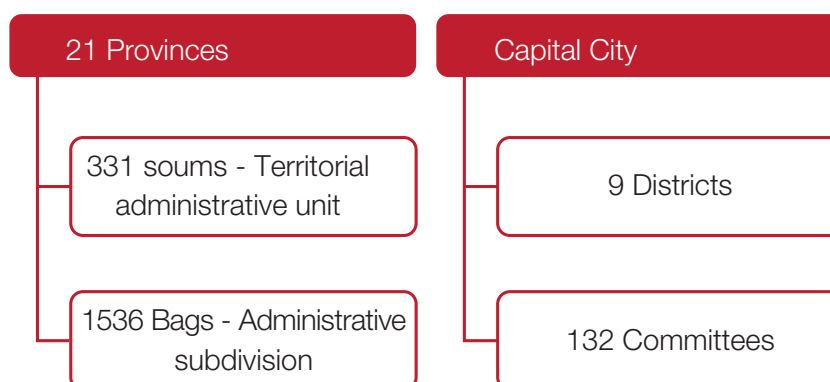 21 Provinces
331 soums - Territorial
administrative unit
1536 Bags - Administrative
subdivision
Capital City
9 Districts
132 Committees